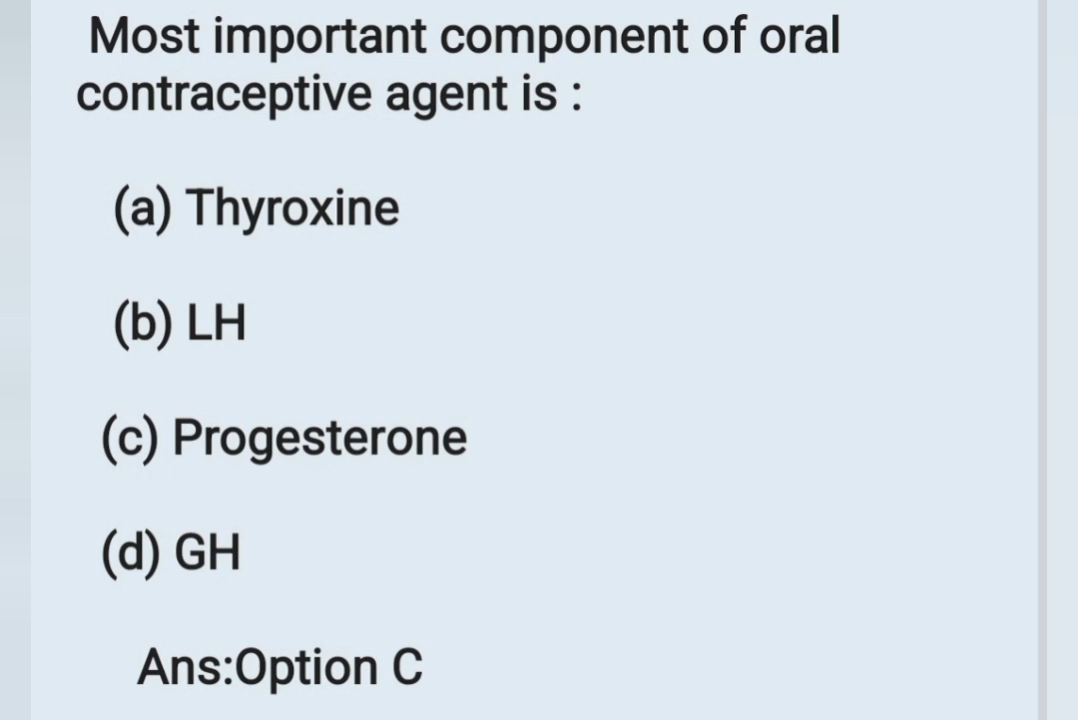 Most important component of oral
contraceptive agent is :
(a) Thyroxine
(b) LH
(c) Progesterone
(d) GH
Ans:Option C